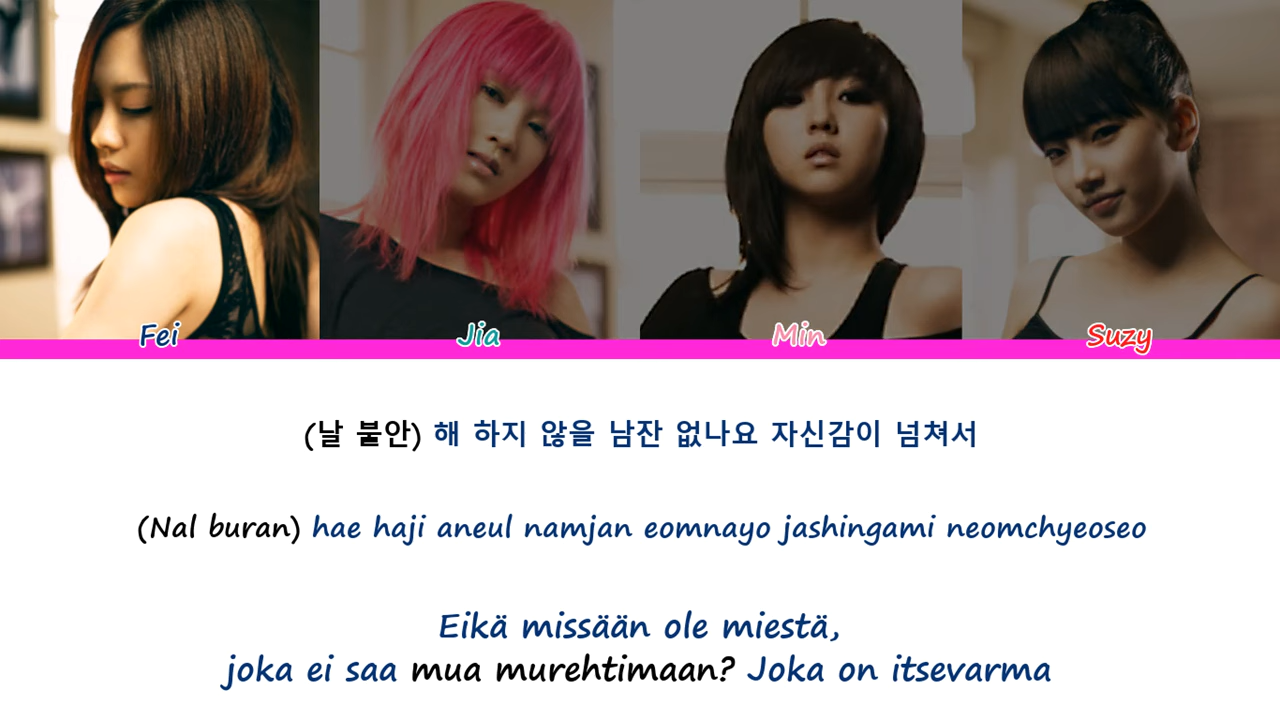 Fei
Jia
Min
Suzy
(날 불안) 해 하지 않을 남잔 없나요 자신감이 넘쳐서
(Nal buran) hae haji aneul namjan eomnayo jashingami neomchyeoseo
Eikä missään ole miestä,
joka ei saa mua murehtimaan? Joka on itsevarma